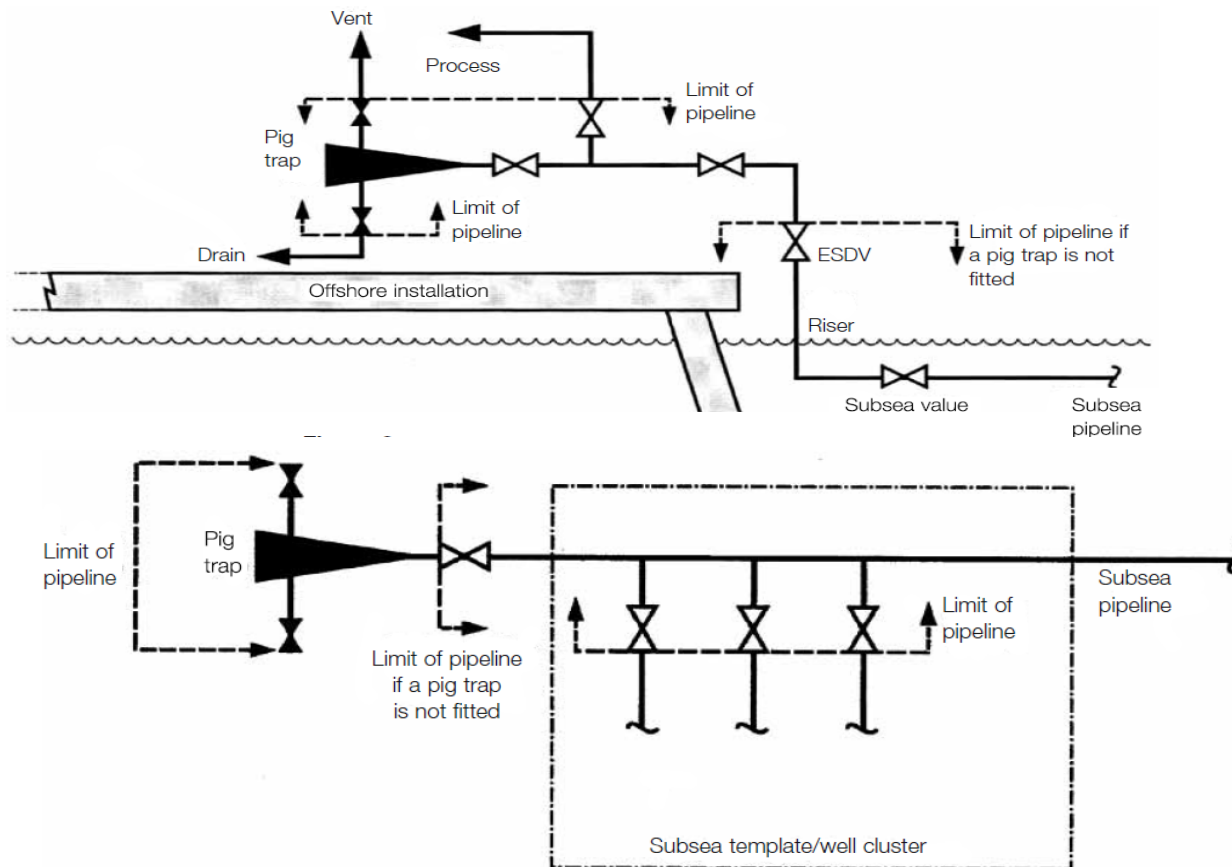 Vent
Process
Limit of
pipeline
Pig
trap
Limit of
pipeline
Drain
ESDV
Limit of pipeline if
a pig trap is not
fitted
Offshore installation
Riser
Subsea value
Subsea
pipeline
Limit of
pipeline
Pig
trap
Limit of pipeline
if a pig trap
is not fitted
Limit of
pipeline
Subsea
pipeline
Subsea template/well cluster